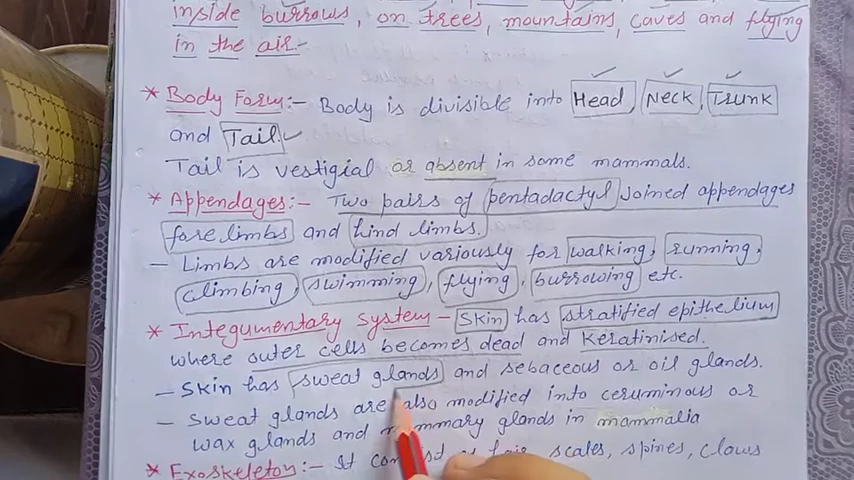 inside burrows, on trees, mountains, caves and flying
in the air.
* Body Form:- Body is divisible into Head, Neck, Trunk
and Tail.
Tail is vestigial or absent in some mammals.
* Appendages:- Two pairs of pentadactyl joined appendages
fore limbs and hind limbs.
- Limbs are modified variously for walking, running,
climbing, swimming, flying, burrowing etc.
* Integumentary System - Skin has stratified epithelium
where outer cells becomes dead and keratinised.
- Skin has sweat glands and sebaceous or oil glands.
- Sweat glands are also modified into ceruminous or
wax glands and mammary glands in mammalia
* Exoskeleton:- It scales, spines, claws